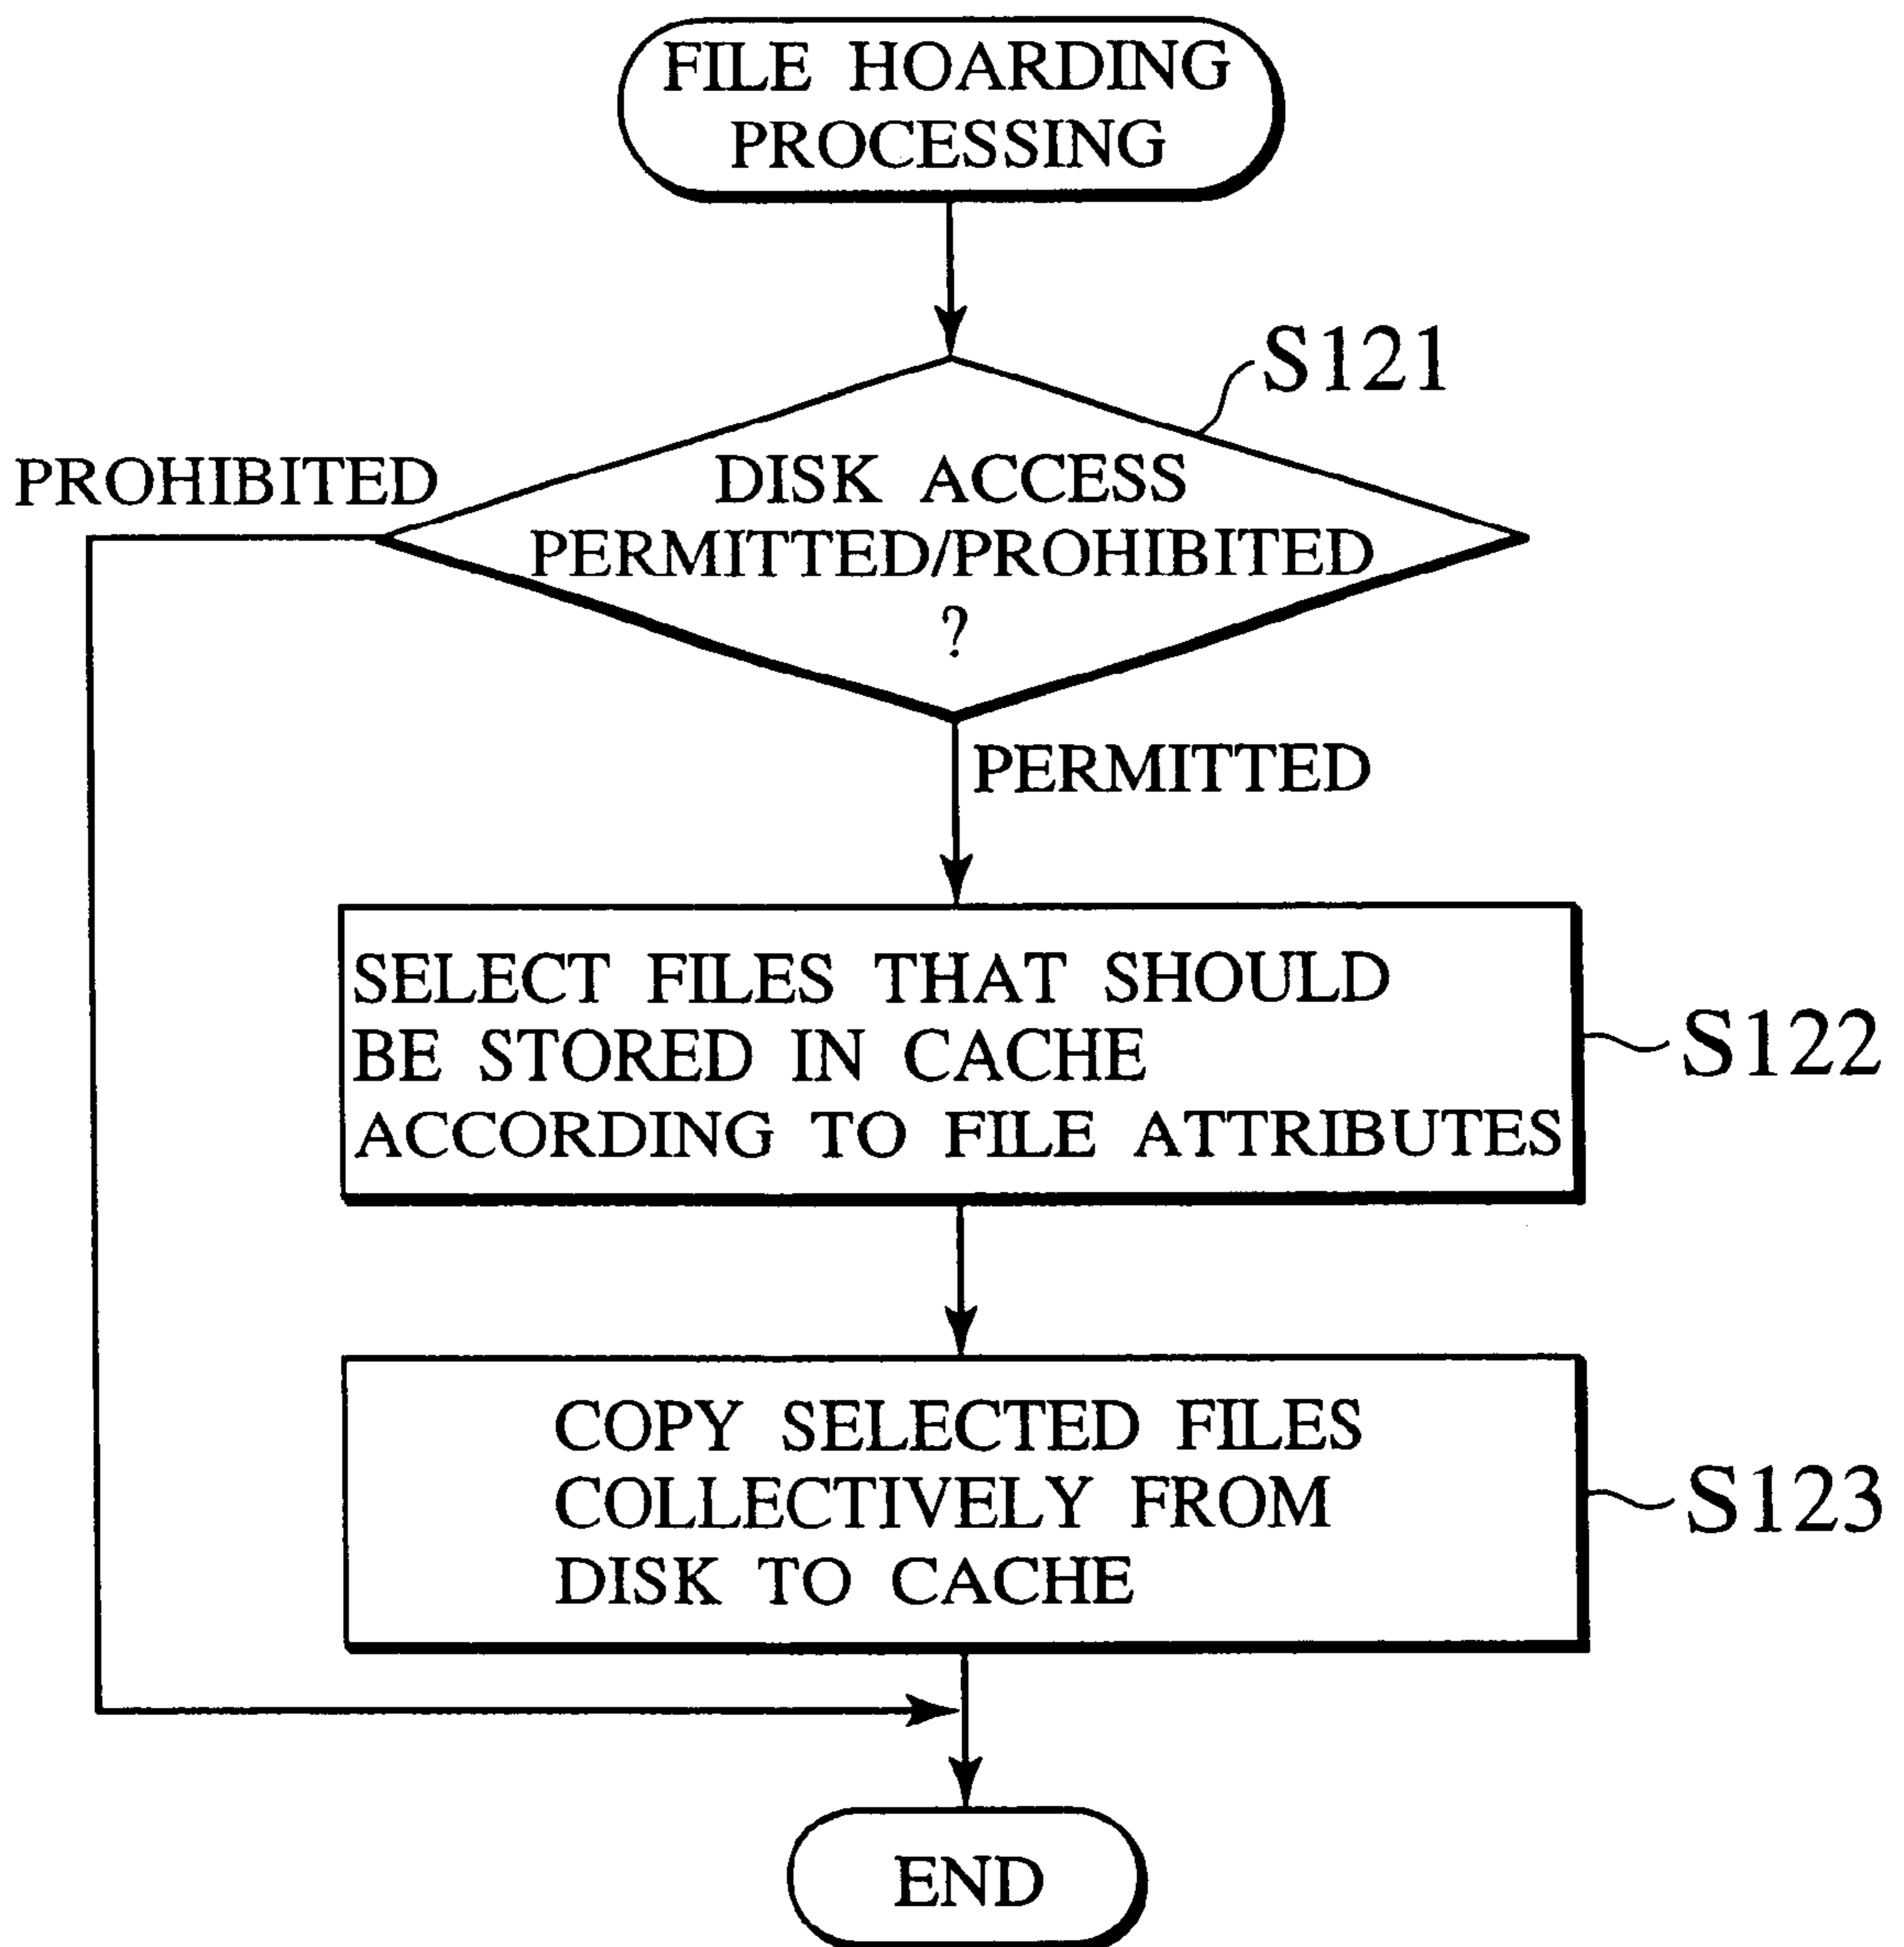 FILE HOARDING
PROCESSING
S121
DISK ACCESS
PERMITTED/PROHIBITED
?
PROHIBITED
PERMITTED
SELECT FILES THAT SHOULD
BE STORED IN CACHE
ACCORDING TO FILE ATTRIBUTES
S122
COPY SELECTED FILES
COLLECTIVELY FROM
DISK TO CACHE
S123
END